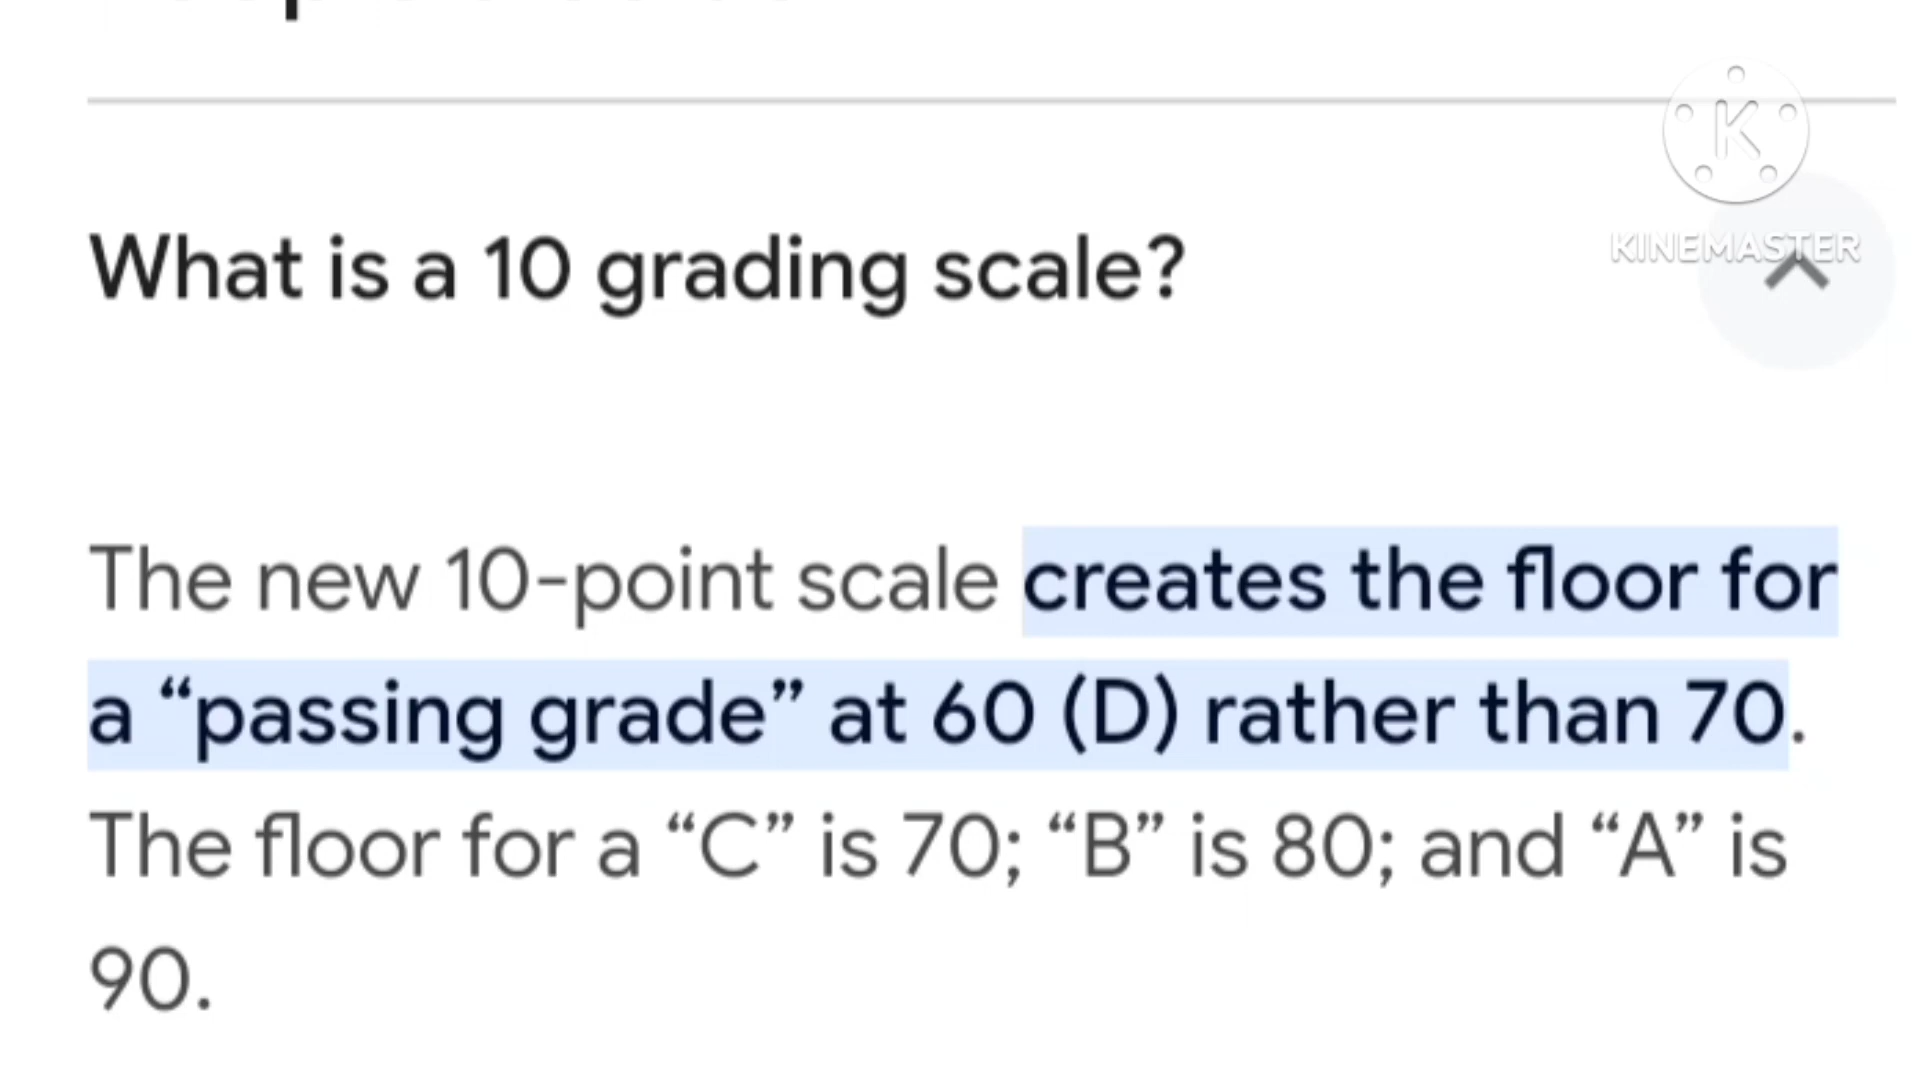 K
KINEMASTER
What is a 10 grading scale?
The new 10-point scale creates the floor for
a “passing grade” at 60 (D) rather than 70.
The floor for a “C” is 70; “B” is 80; and “A” is
90.